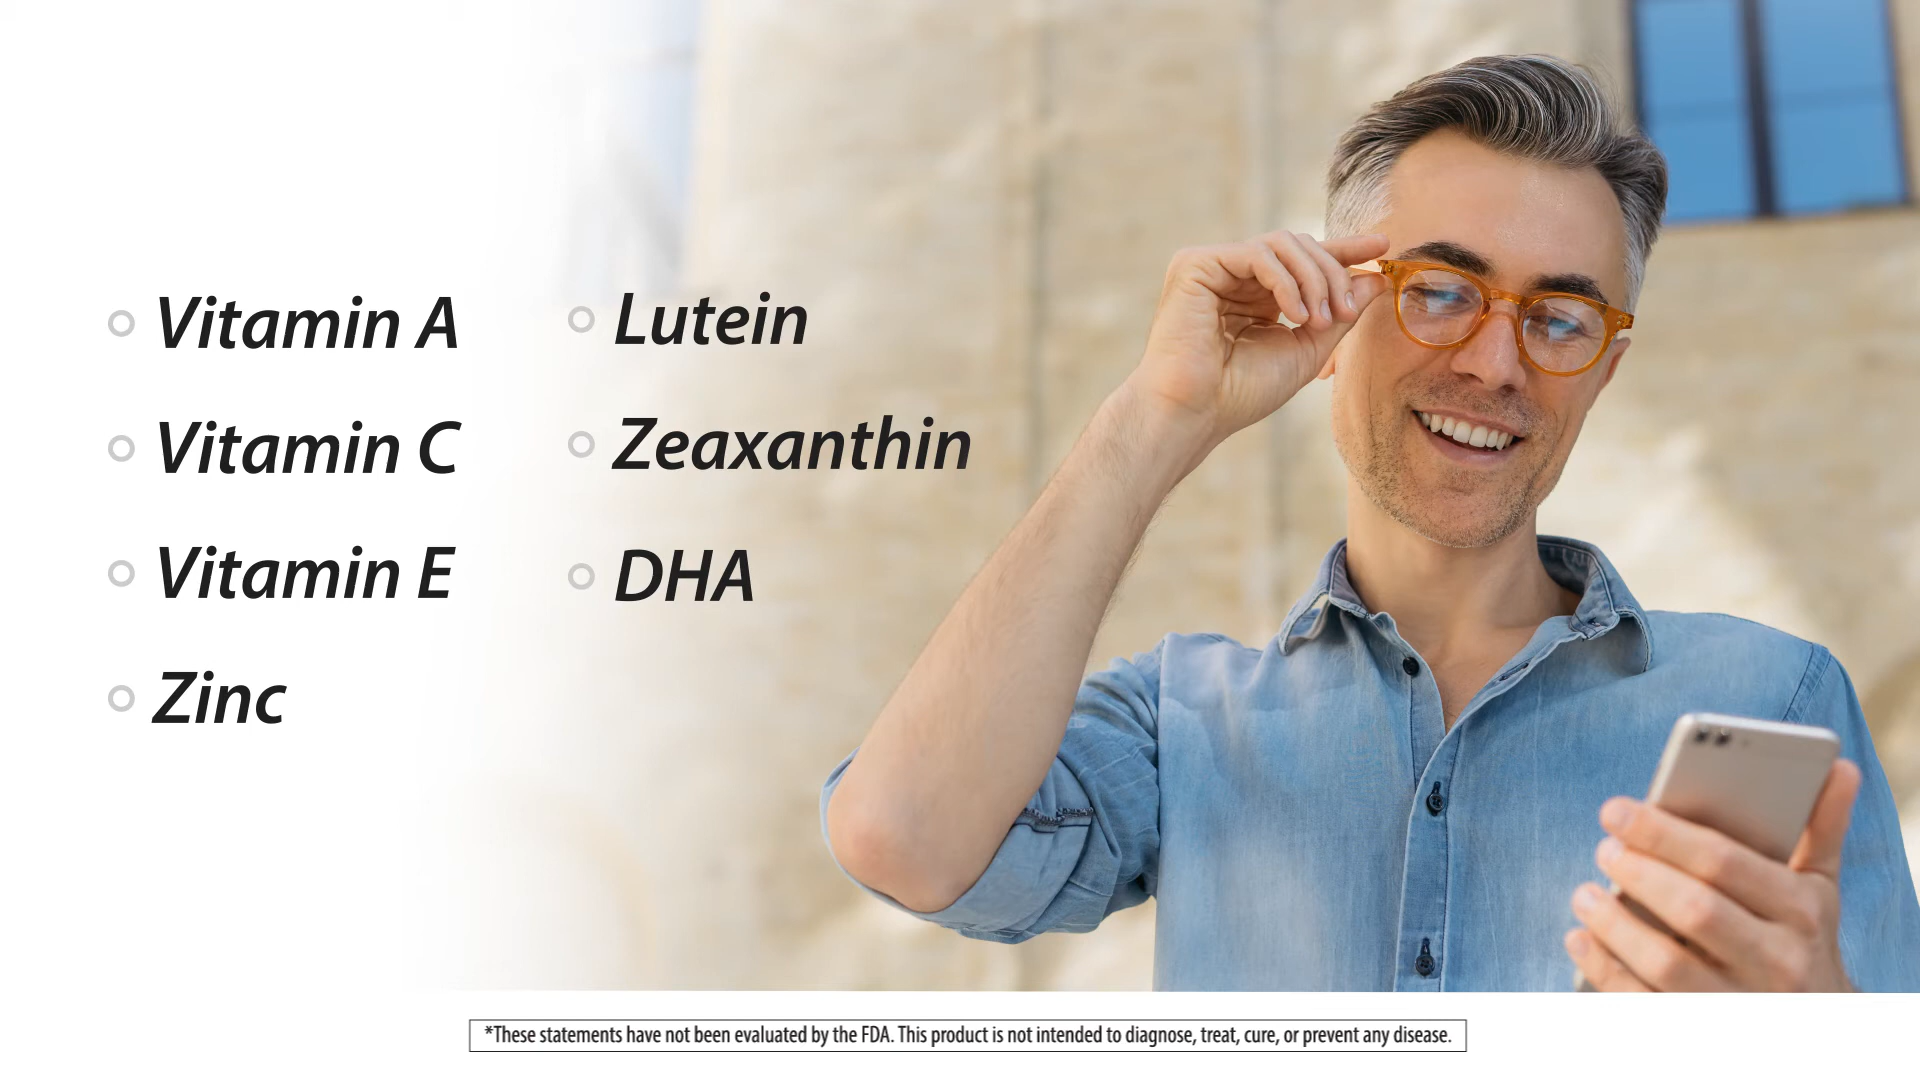 Vitamin A
Vitamin C
Vitamin E
Zinc
Lutein
Zeaxanthin
DHA
*These statements have not been evaluated by the FDA. This product is not intended to diagnose, treat, cure, or prevent any disease.